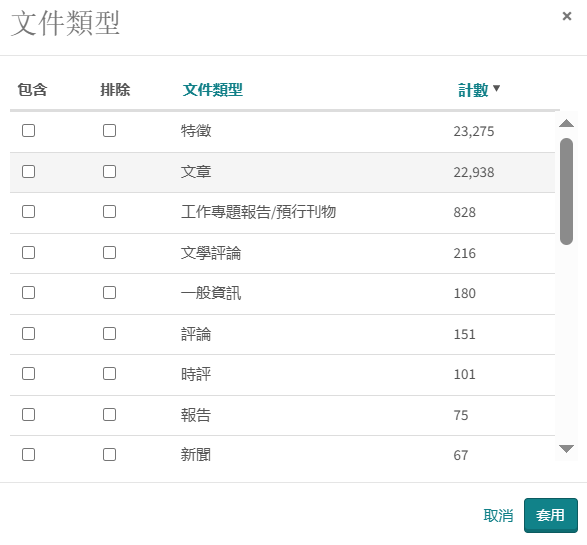 文件類型
×
包含 排除 文件類型 計數▼
特徵 23,275
文章 22,938
工作專題報告/預行刊物 828
文學評論 216
一般資訊 180
評論 151
時評 101
報告 75
新聞 67
取消 套用